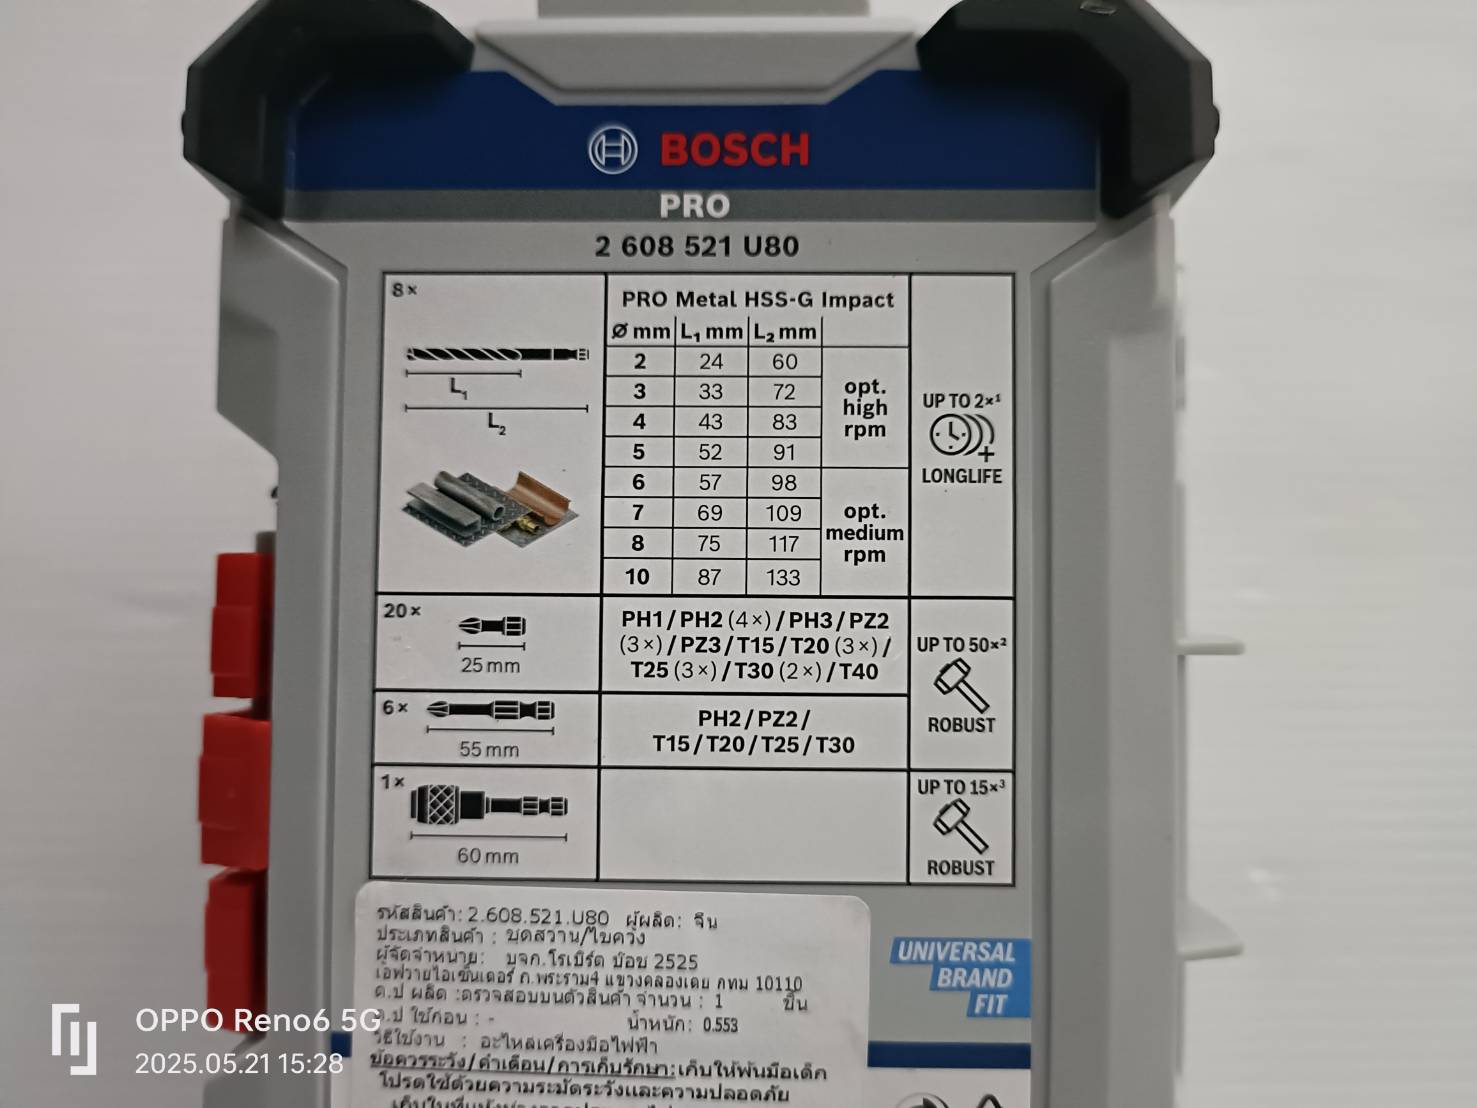 BOSCH
PRO
2 608 521 U80
8×
L1
L2
PRO Metal HSS-G Impact
Ø mm L1 mm L2 mm
2 24 60
3 33 72
4 43 83
5 52 91
opt.
high
rpm
6 57 98
7 69 109
8 75 117
10 87 133
opt.
medium
rpm
UP TO 2×¹
LONGLIFE
20×
25 mm
PH1 / PH2 (4×) / PH3 / PZ2
(3×) / PZ3 / T15 / T20 (3×) /
T25 (3×) / T30 (2×) / T40
UP TO 50×²
ROBUST
6×
55 mm
PH2 / PZ2 /
T15 / T20 / T25 / T30
1×
60 mm
UP TO 15×³
ROBUST
รหัสสินค้า: 2.608.521.U80 ผู้ผลิต: จีน
ประเภทสินค้า : ชุดสว่าน/ไขควง
ผู้จัดจำหน่าย: บจก.โรเบิร์ต บ๊อช 2525
เอฟวายไอเซ็นเตอร์ ถ.พระราม4 แขวงคลองเตย กทม 10110
ด.ป ผลิต :ตรวจสอบบนตัวสินค้า จำนวน : 1 ชิ้น
ด.ป ใช้ก่อน : - น้ำหนัก: 0.553
วิธีใช้งาน : อะไหล่เครื่องมือไฟฟ้า
ข้อควรระวัง/คำเตือน/การเก็บรักษา:เก็บให้พ้นมือเด็ก
โปรดใช้ด้วยความระมัดระวังและความปลอดภัย
UNIVERSAL
BRAND
FIT
OPPO Reno6 5G
2025.05.21 15:28